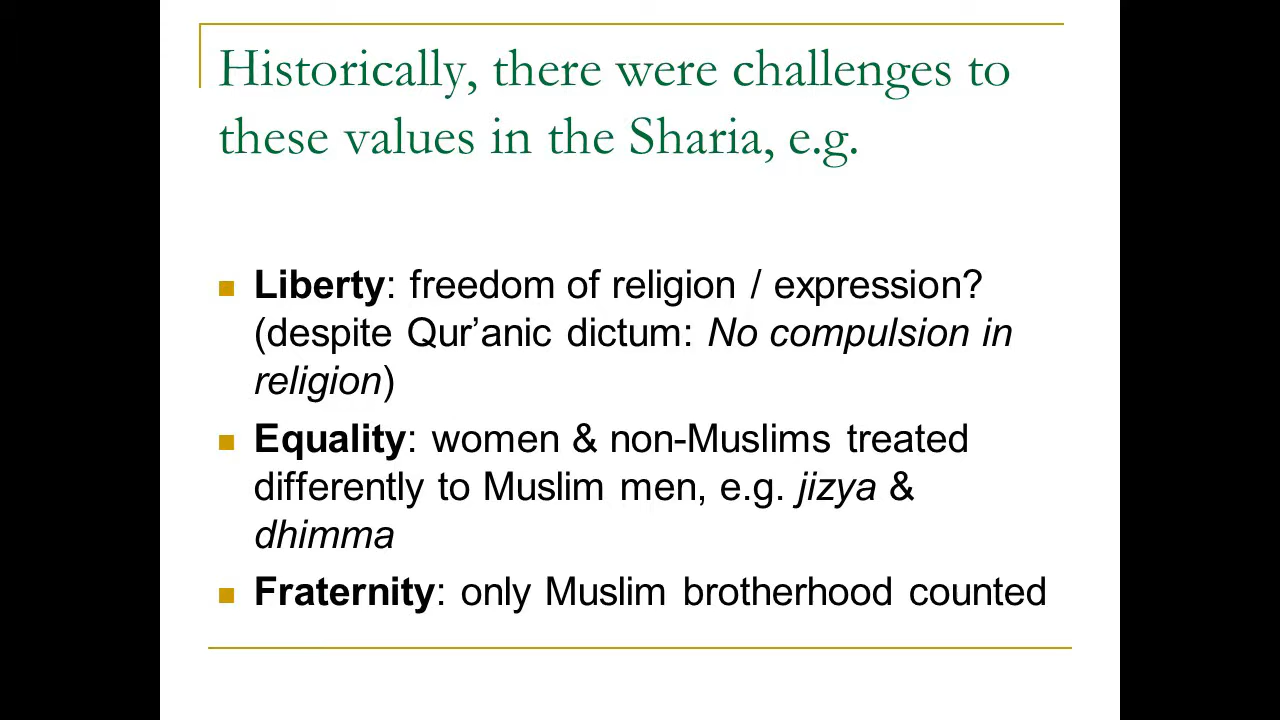 Historically, there were challenges to
these values in the Sharia, e.g.
Liberty: freedom of religion / expression?
(despite Qur’anic dictum: No compulsion in
religion)
Equality: women & non-Muslims treated
differently to Muslim men, e.g. jizya &
dhimma
Fraternity: only Muslim brotherhood counted